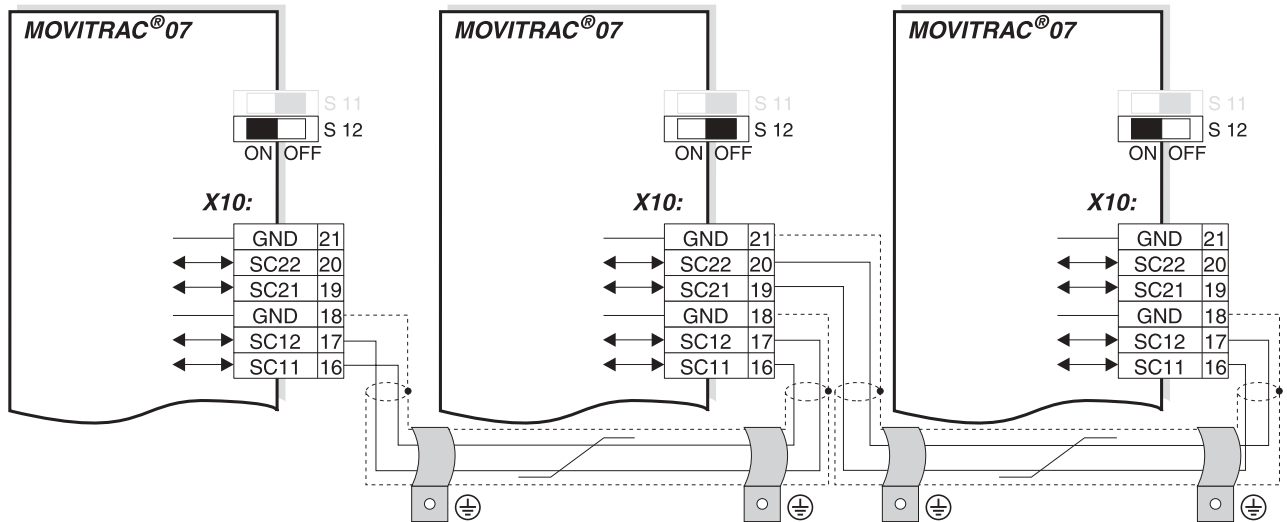 MOVITRAC®07
S 11
S 12
ON OFF
X10:
GND 21
SC22 20
SC21 19
GND 18
SC12 17
SC11 16
MOVITRAC®07
S 11
S 12
ON OFF
X10:
GND 21
SC22 20
SC21 19
GND 18
SC12 17
SC11 16
MOVITRAC®07
S 11
S 12
ON OFF
X10:
GND 21
SC22 20
SC21 19
GND 18
SC12 17
SC11 16